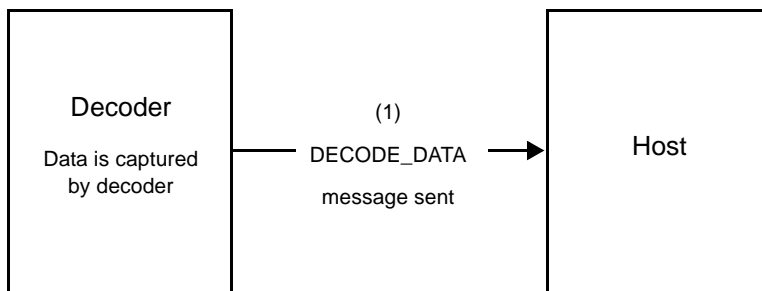 Decoder
Data is captured
by decoder
(1)
DECODE_DATA
message sent
Host